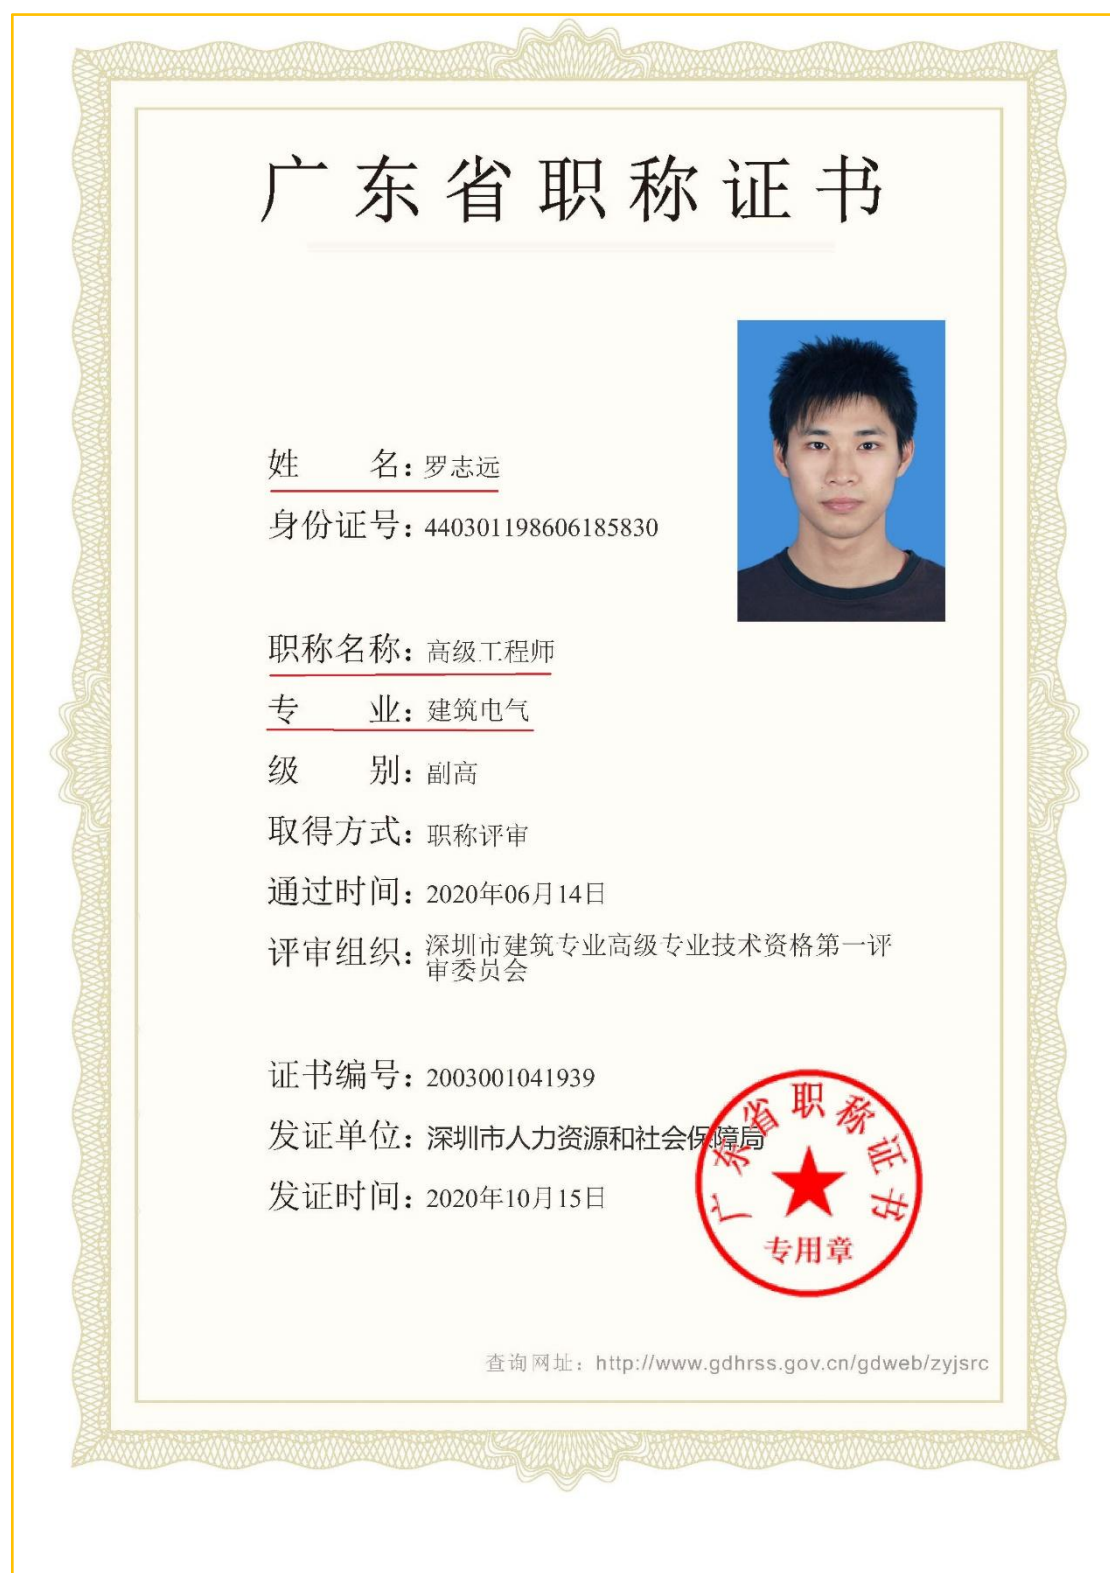 广东省职称证书
姓 名：罗志远
身份证号：440301198606185830
职称名称：高级工程师
专 业：建筑电气
级 别：副高
取得方式：职称评审
通过时间：2020年06月14日
评审组织：深圳市建筑专业高级专业技术资格第一评
审委员会
证书编号：2003001041939
发证单位：深圳市人力资源和社会保障局
发证时间：2020年10月15日
广东省职称证书
专用章
查询网址：http://www.gdhrss.gov.cn/gdweb/zyjsrc